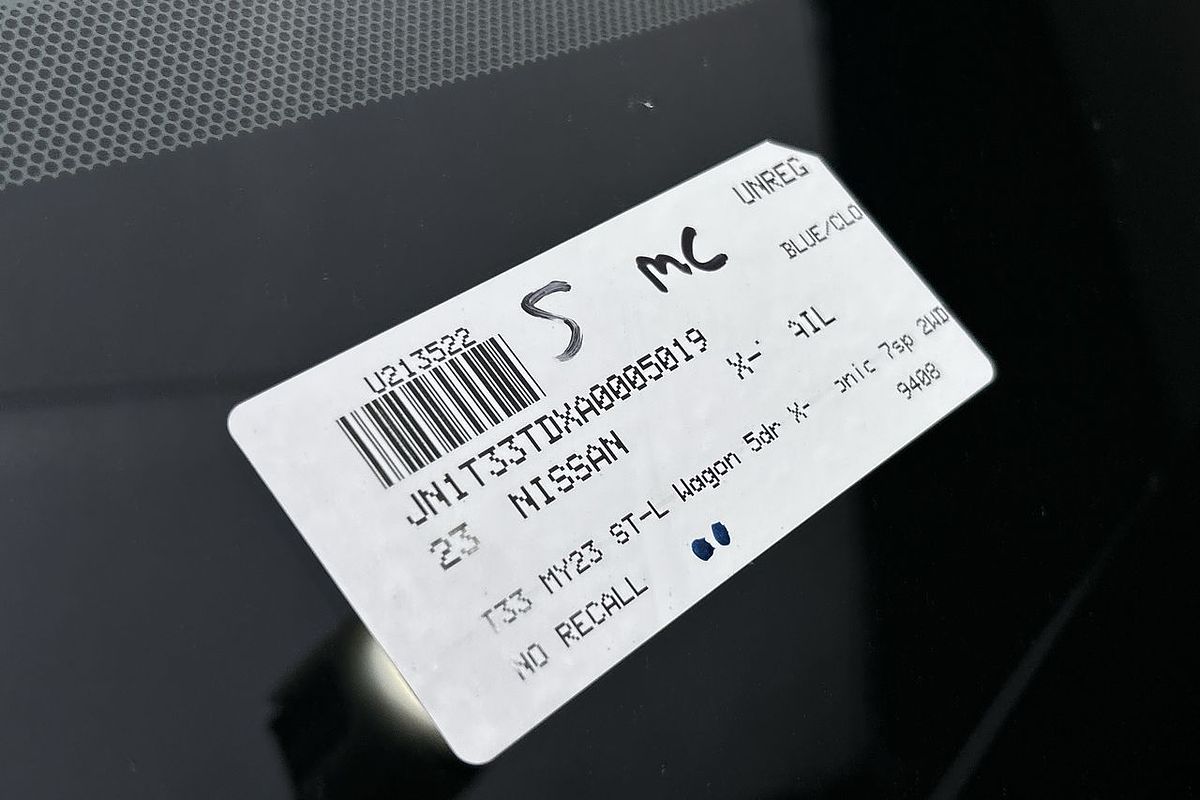 UNREG
BLUE/CLO
S MC
U213522
JN1T33TDXA0005019
23 NISSAN X- AIL
T33 MY23 ST-L Wagon 5dr X- onic 7sp 2WD
NO RECALL 9408